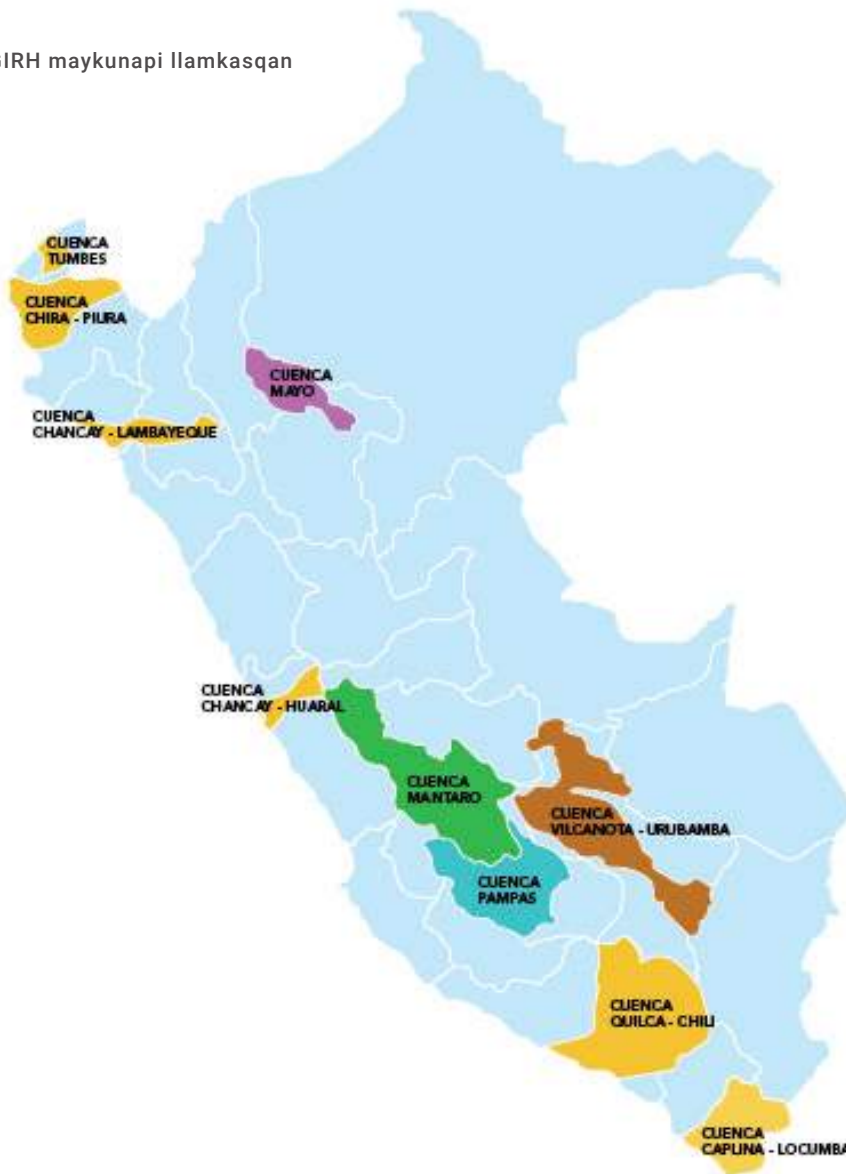 GIRH maykunapi llamkasqan
CUENCA
TUMBES
CUENCA
CHIRA - PIURA
CUENCA
MAYO
CUENCA
CHANCAY - LAMBAYEQUE
CUENCA
CHANCAY - HUARAL
CUENCA
MANTARO
CUENCA
VILCANOTA - URUBAMBA
CUENCA
PAMPAS
CUENCA
QUILCA - CHILI
CUENCA
CAPLINA - LOCUMBA